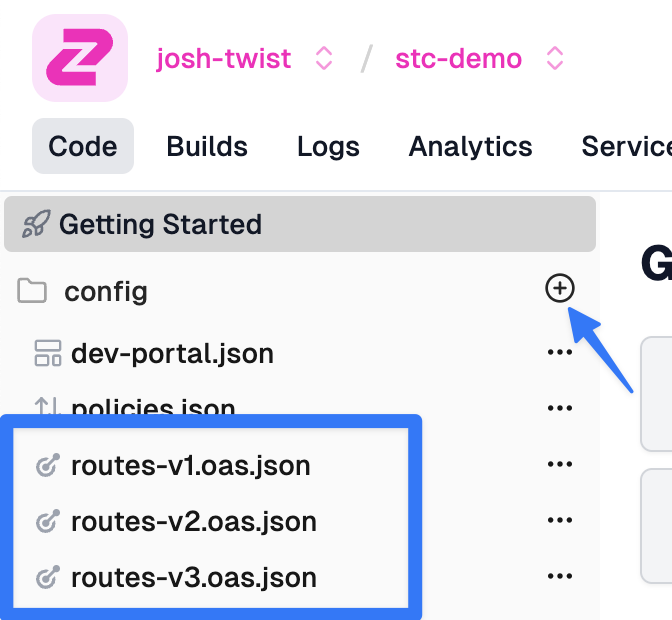 josh-twist / stc-demo
Code Builds Logs Analytics Service
Getting Started
G
config
dev-portal.json
policies.json
routes-v1.oas.json
routes-v2.oas.json
routes-v3.oas.json